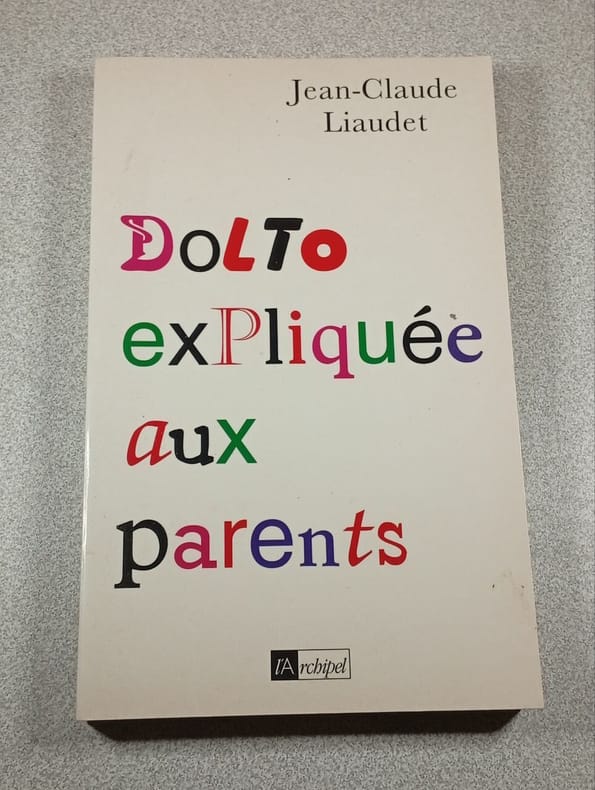 Jean-Claude
Liaudet
DoLTo
exPliquée
aux
parents
l'Archipel